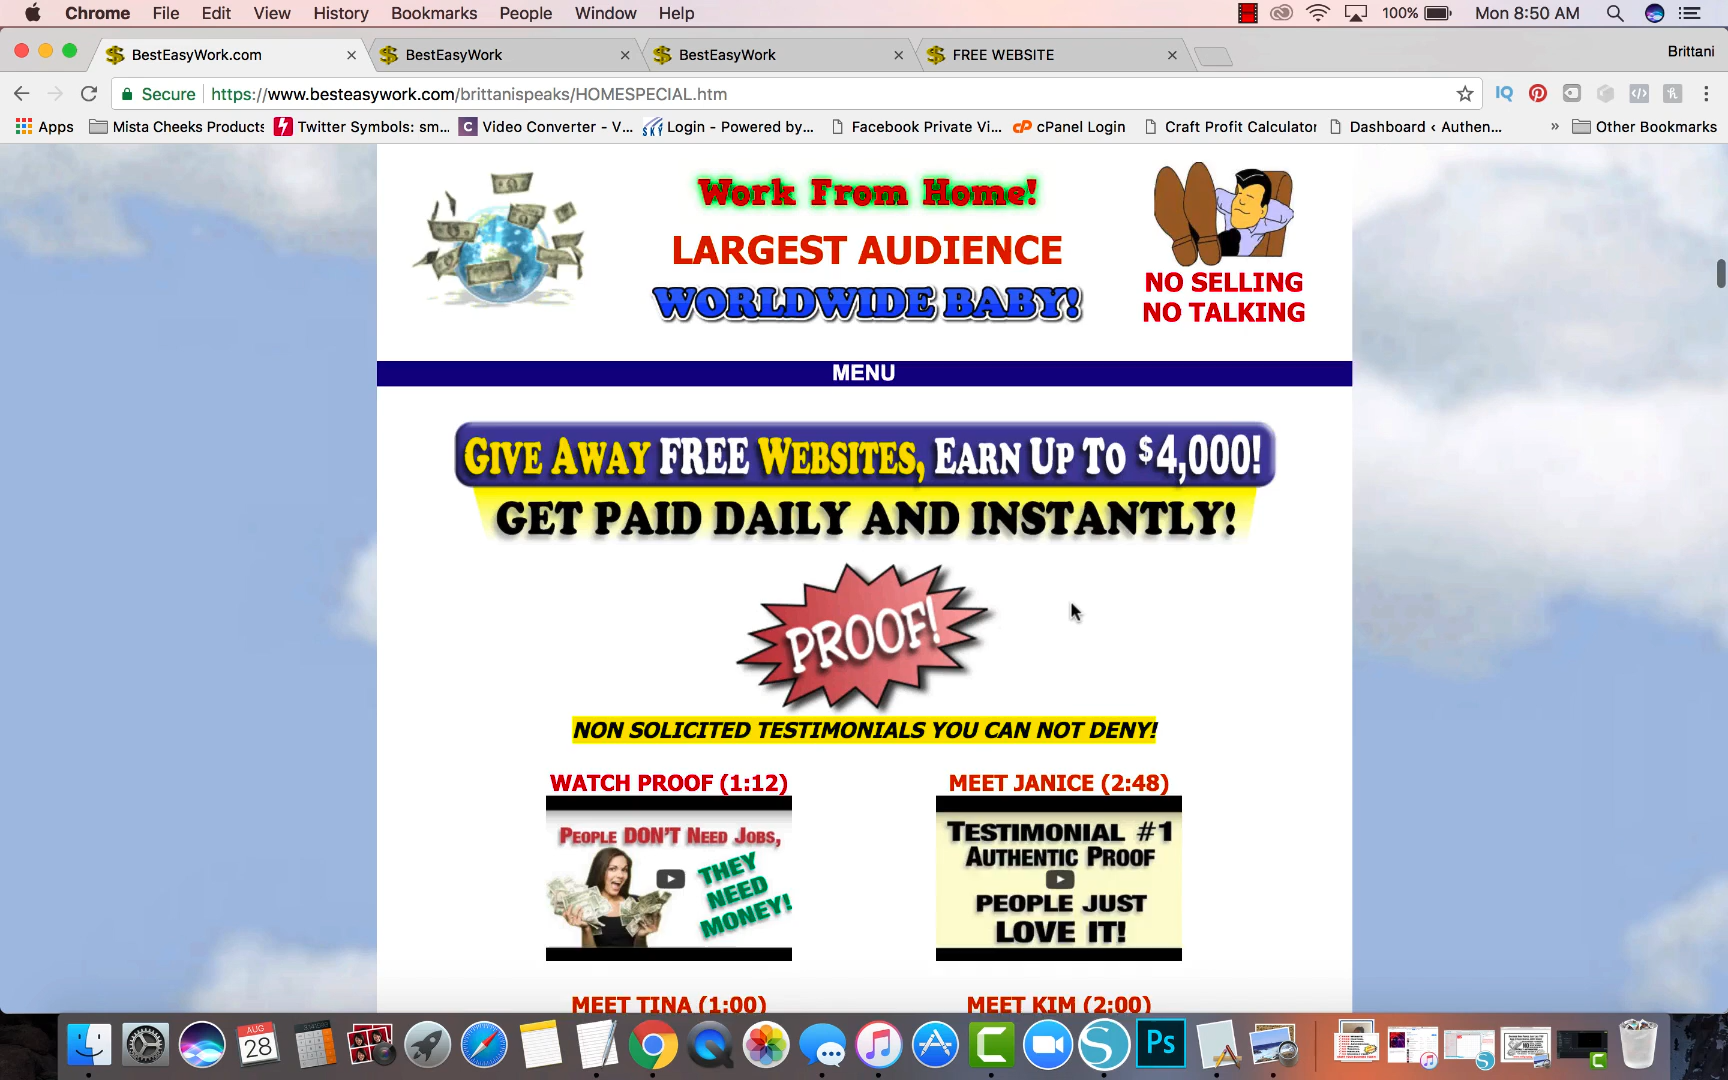 Chrome File Edit View History Bookmarks People Window Help 100% Mon 8:50 AM
BestEasyWork.com BestEasyWork BestEasyWork FREE WEBSITE Brittani
Secure https://www.besteasywork.com/brittanispeaks/HOMESPECIAL.htm IQ
Apps Mista Cheeks Products Twitter Symbols: sm... Video Converter - V... Login - Powered by... Facebook Private Vi... cPanel Login Craft Profit Calculator Dashboard ‹ Authen... » Other Bookmarks
Work From Home!
LARGEST AUDIENCE
WORLDWIDE BABY!
NO SELLING
NO TALKING
MENU
GIVE AWAY FREE WEBSITES, EARN UP TO $4,000!
GET PAID DAILY AND INSTANTLY!
PROOF!
NON SOLICITED TESTIMONIALS YOU CAN NOT DENY!
WATCH PROOF (1:12)
PEOPLE DON'T NEED JOBS,
THEY
NEED
MONEY!
MEET JANICE (2:48)
TESTIMONIAL #1
AUTHENTIC PROOF
PEOPLE JUST
LOVE IT!
MEET TINA (1:00) MEET KIM (2:00)
AUG
28
Ps